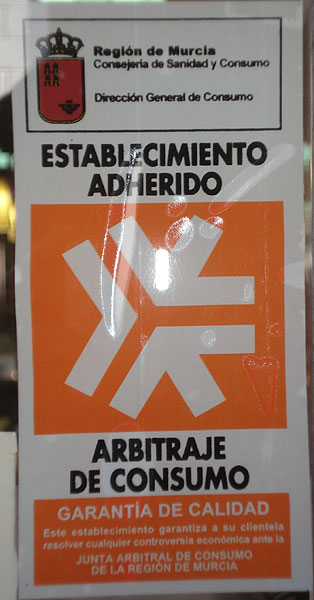 Región de Murcia
Consejería de Sanidad y Consumo
Dirección General de Consumo
ESTABLECIMIENTO
ADHERIDO
ARBITRAJE
DE CONSUMO
GARANTÍA DE CALIDAD
Este establecimiento garantiza a su clientela
resolver cualquier controversia económica ante la
JUNTA ARBITRAL DE CONSUMO
DE LA REGIÓN DE MURCIA